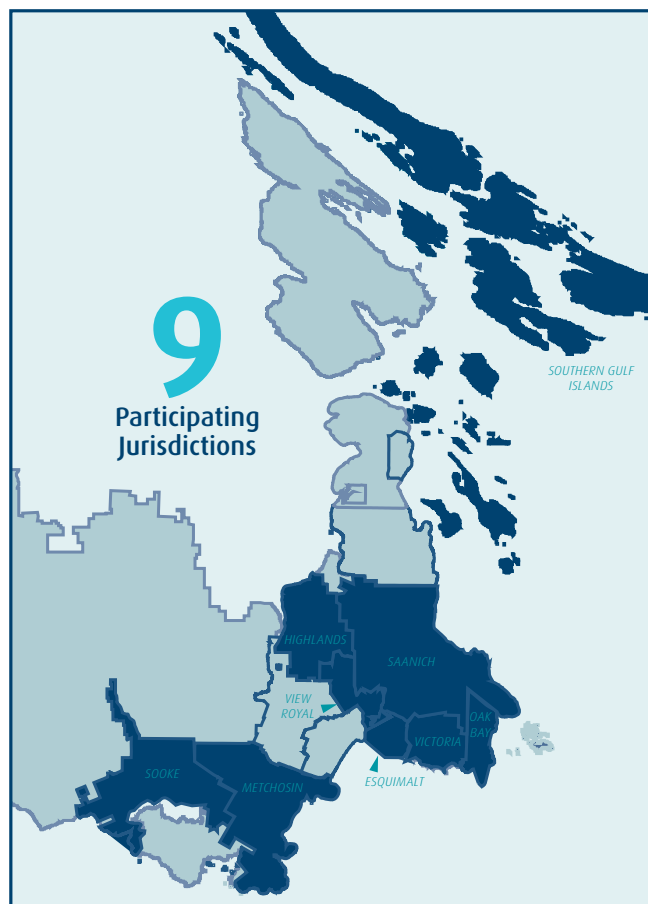 9
Participating
Jurisdictions
SOUTHERN GULF
ISLANDS
HIGHLANDS
SAANICH
VIEW
ROYAL
OAK
BAY
VICTORIA
ESQUIMALT
SOOKE
METCHOSIN